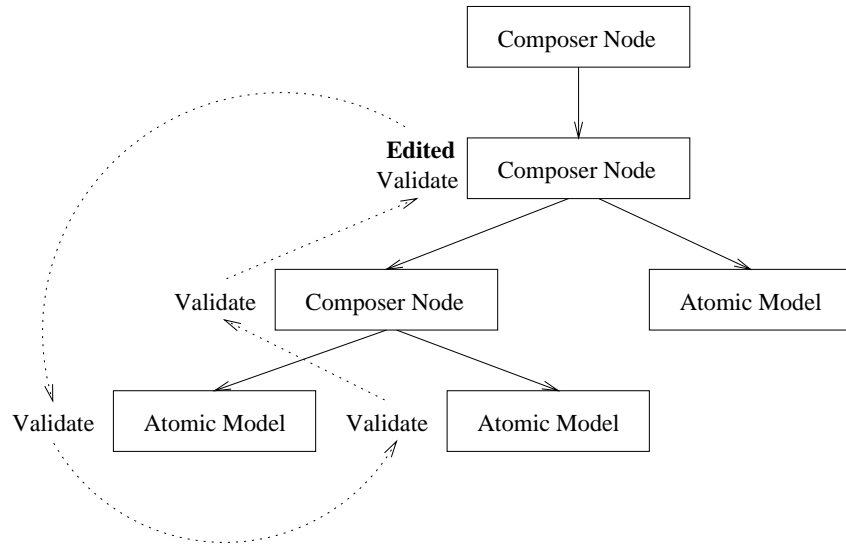 Composer Node
Edited
Validate
Composer Node
Validate
Composer Node
Atomic Model
Validate
Atomic Model
Validate
Atomic Model